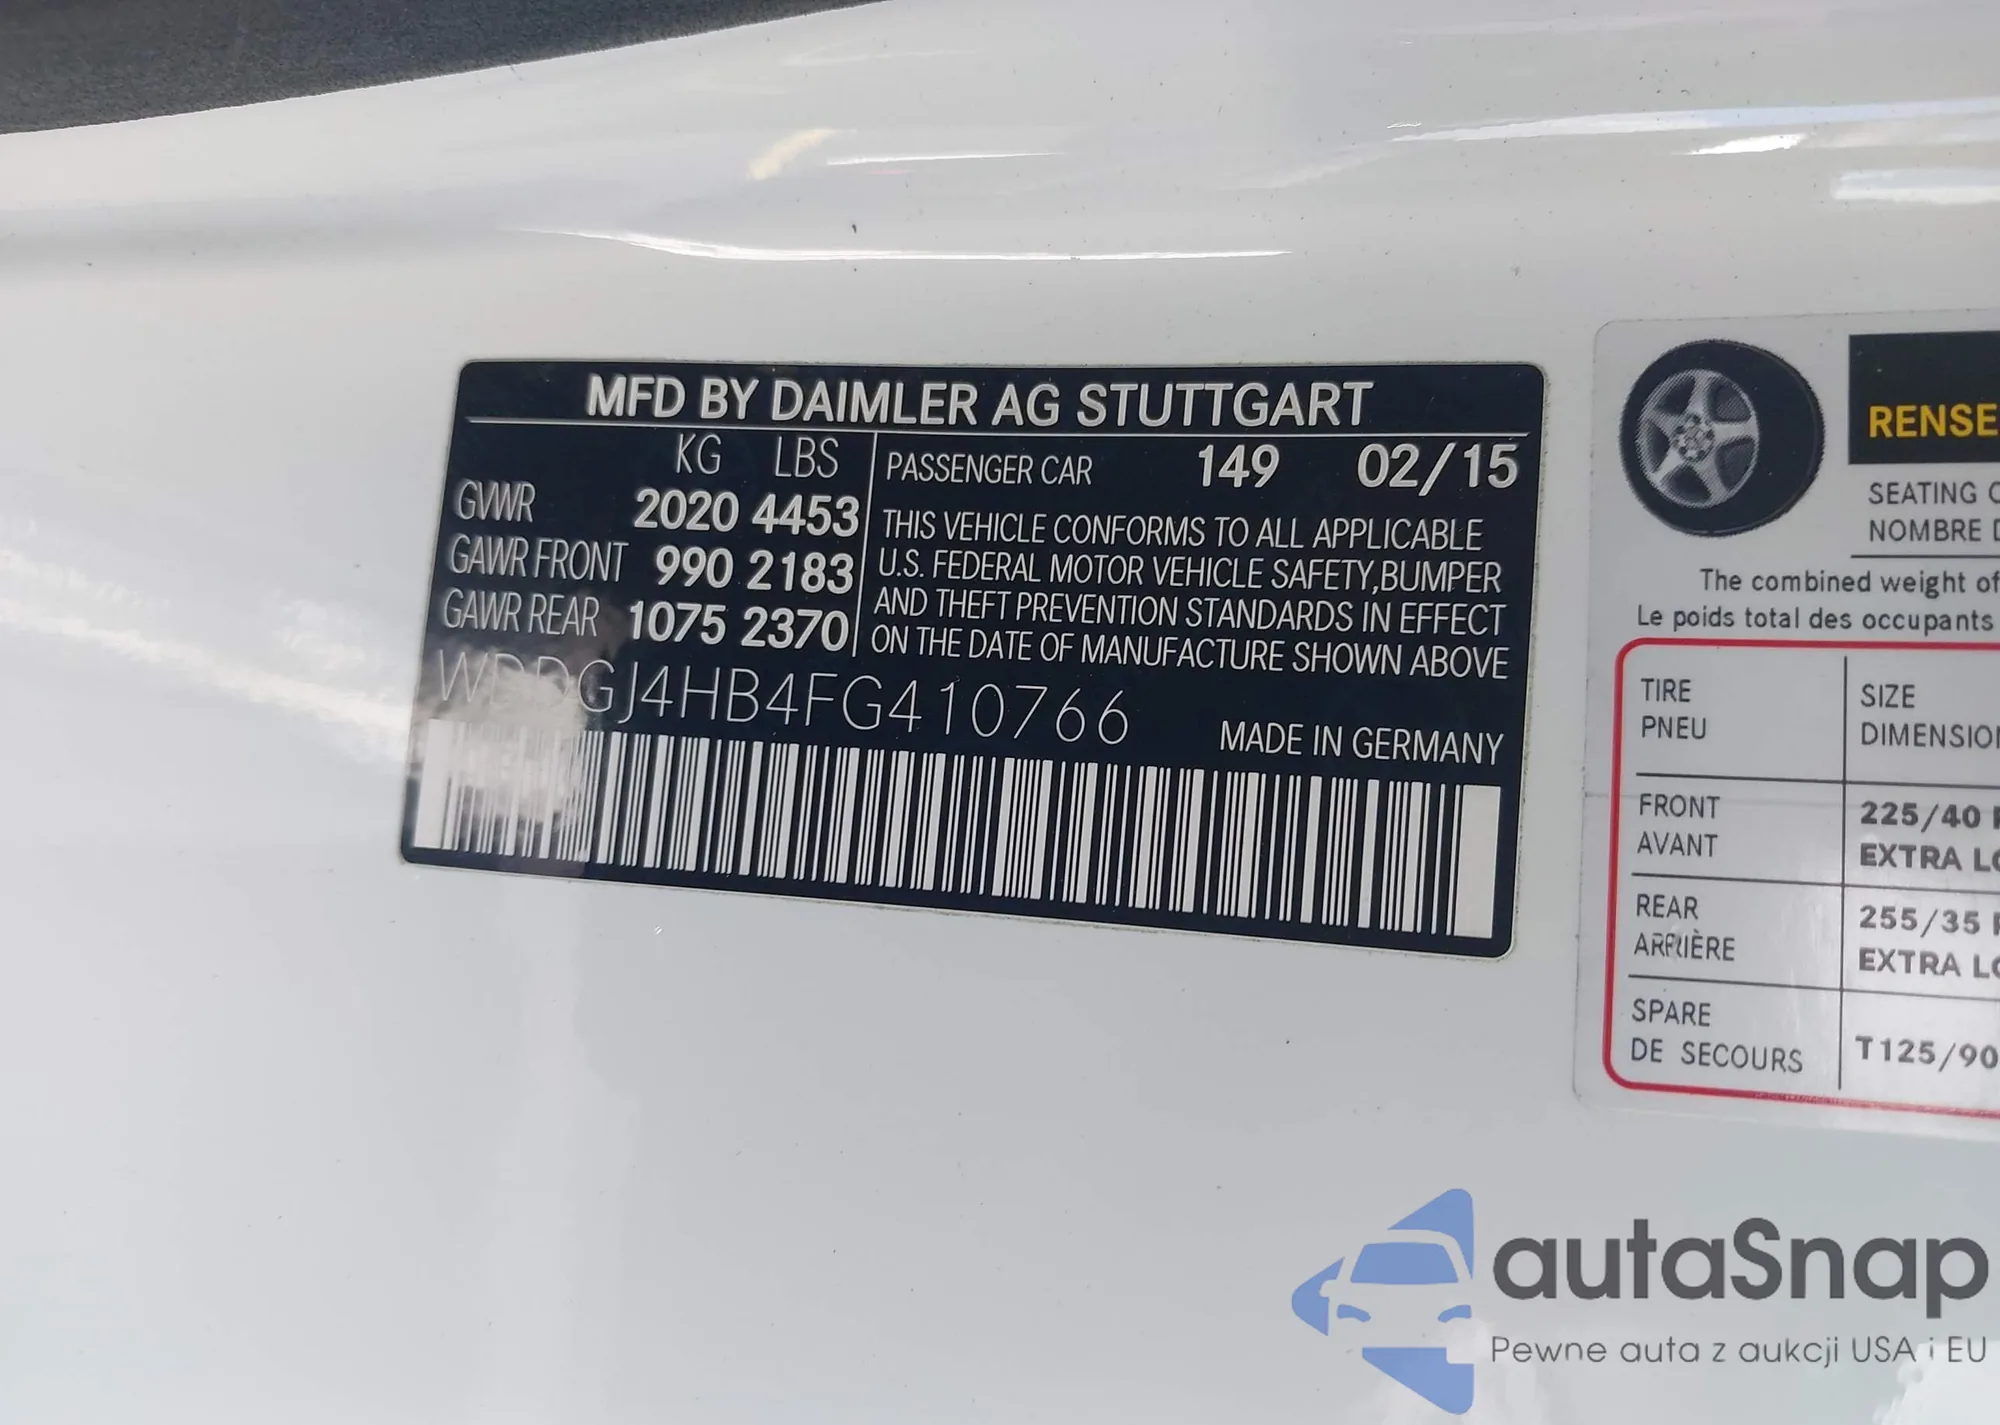 MFD BY DAIMLER AG STUTTGART
KG LBS
GVWR 2020 4453
GAWR FRONT 990 2183
GAWR REAR 1075 2370
PASSENGER CAR 149 02/15
THIS VEHICLE CONFORMS TO ALL APPLICABLE
U.S. FEDERAL MOTOR VEHICLE SAFETY,BUMPER
AND THEFT PREVENTION STANDARDS IN EFFECT
ON THE DATE OF MANUFACTURE SHOWN ABOVE
WDDGJ4HB4FG410766
MADE IN GERMANY
RENSE
SEATING
NOMBRE
The combined weight of
Le poids total des occupants
TIRE SIZE
PNEU DIMENSION
FRONT 225/40
AVANT EXTRA
REAR 255/35
ARRIÈRE EXTRA
SPARE
DE SECOURS T125/90
autaSnap
Pewne auta z aukcji USA i EU